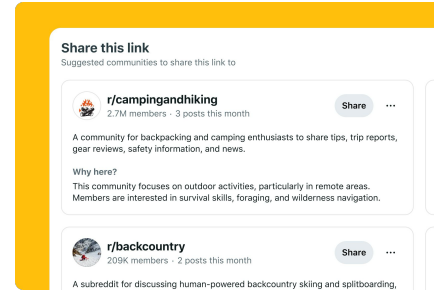 Share this link
Suggested communities to share this link to
r/campingandhiking
2.7M members · 3 posts this month
Share
A community for backpacking and camping enthusiasts to share tips, trip reports,
gear reviews, safety information, and news.
Why here?
This community focuses on outdoor activities, particularly in remote areas.
Members are interested in survival skills, foraging, and wilderness navigation.
r/backcountry
209K members · 2 posts this month
Share
A subreddit for discussing human-powered backcountry skiing and splitboarding,